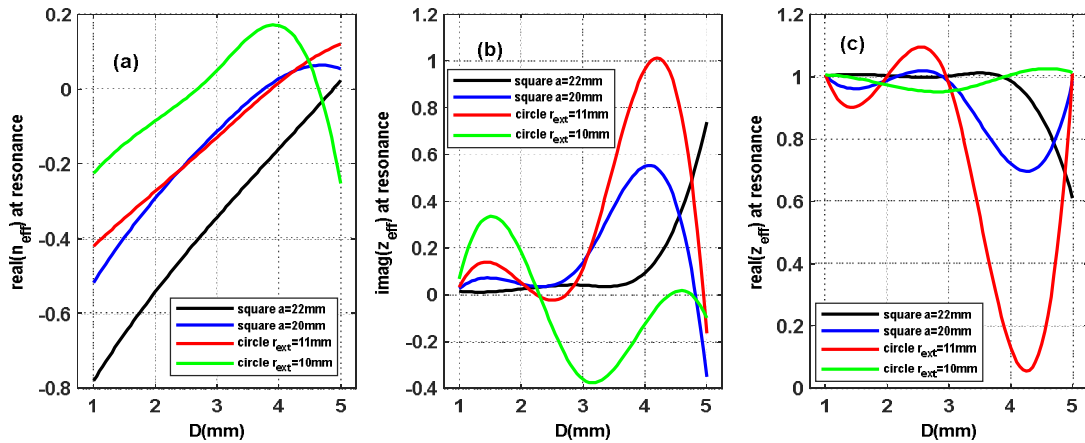 real(n_eff) at resonance
0.2
0
-0.2
-0.4
-0.6
-0.8
(a)
square a=22mm
square a=20mm
circle r_ext=11mm
circle r_ext=10mm
1 2 3 4 5
D(mm)
imag(z_eff) at resonance
1.2
1
0.8
0.6
0.4
0.2
0
-0.2
-0.4
(b)
square a=22mm
square a=20mm
circle r_ext=11mm
circle r_ext=10mm
1 2 3 4 5
D(mm)
real(z_eff) at resonance
1.2
1
0.8
0.6
0.4
1.2
0
(c)
square a=22mm
square a=20mm
circle r_ext=11mm
circle r_ext=10mm
1 2 3 4 5
D(mm)